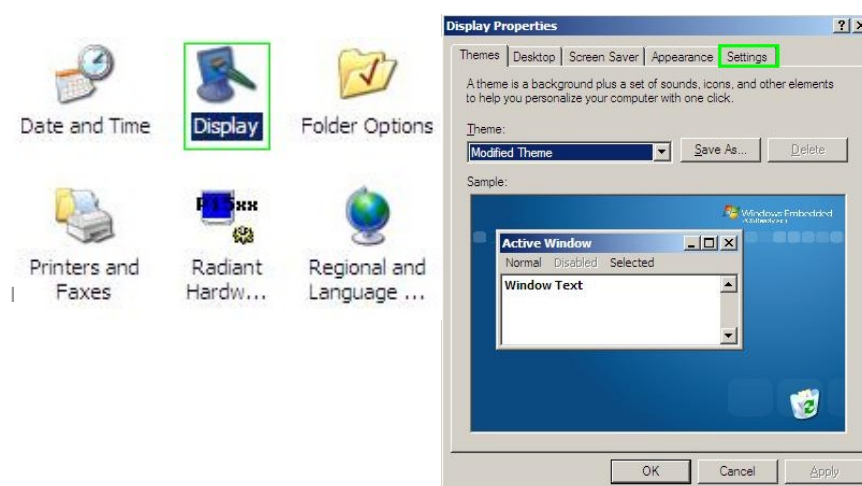 Date and Time
Display
Folder Options
Printers and
Faxes
Radiant
Hardw...
Regional and
Language ...
Display Properties
Themes
Desktop
Screen Saver
Appearance
Settings
A theme is a background plus a set of sounds, icons, and other elements
to help you personalize your computer with one click.
Theme:
Modified Theme
Save As...
Delete
Sample:
Windows Embedded
Active Window
Normal Disabled Selected
Window Text
OK
Cancel
Apply